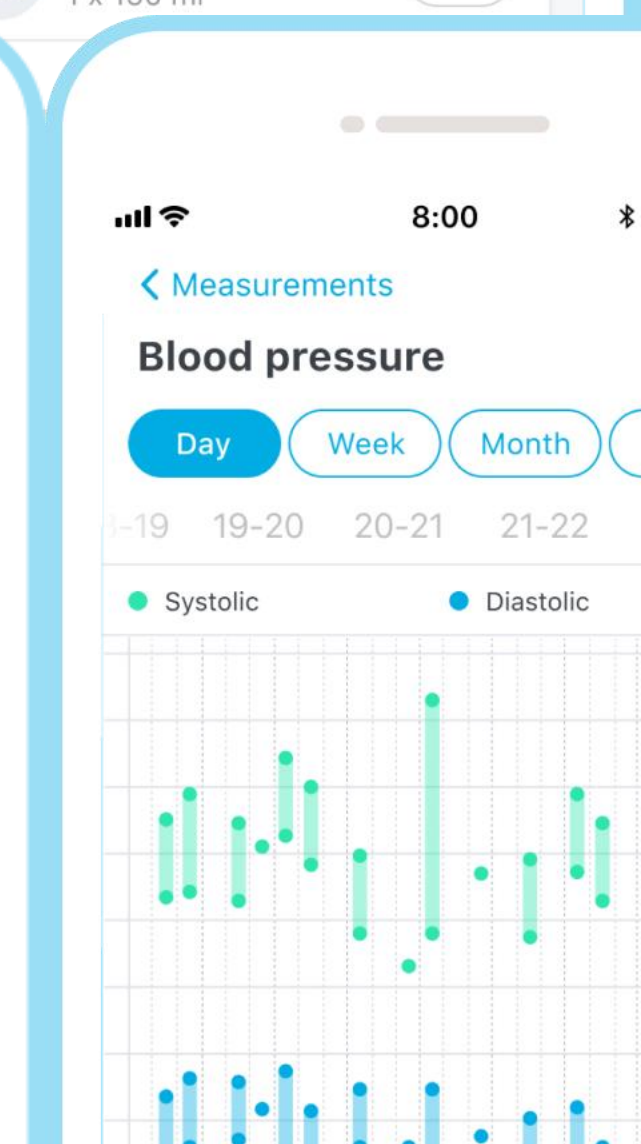 8:00
Measurements
Blood pressure
Day Week Month
19-20 20-21 21-22
Systolic Diastolic